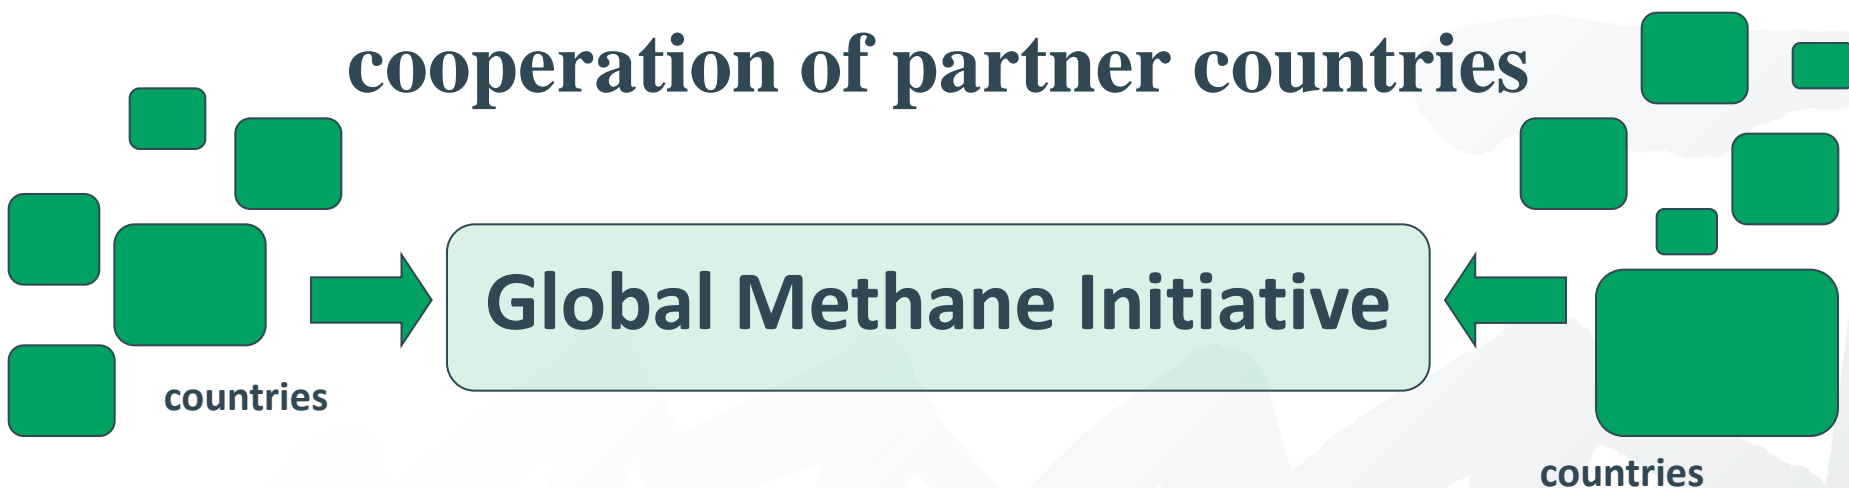 cooperation of partner countries
Global Methane Initiative
countries
countries